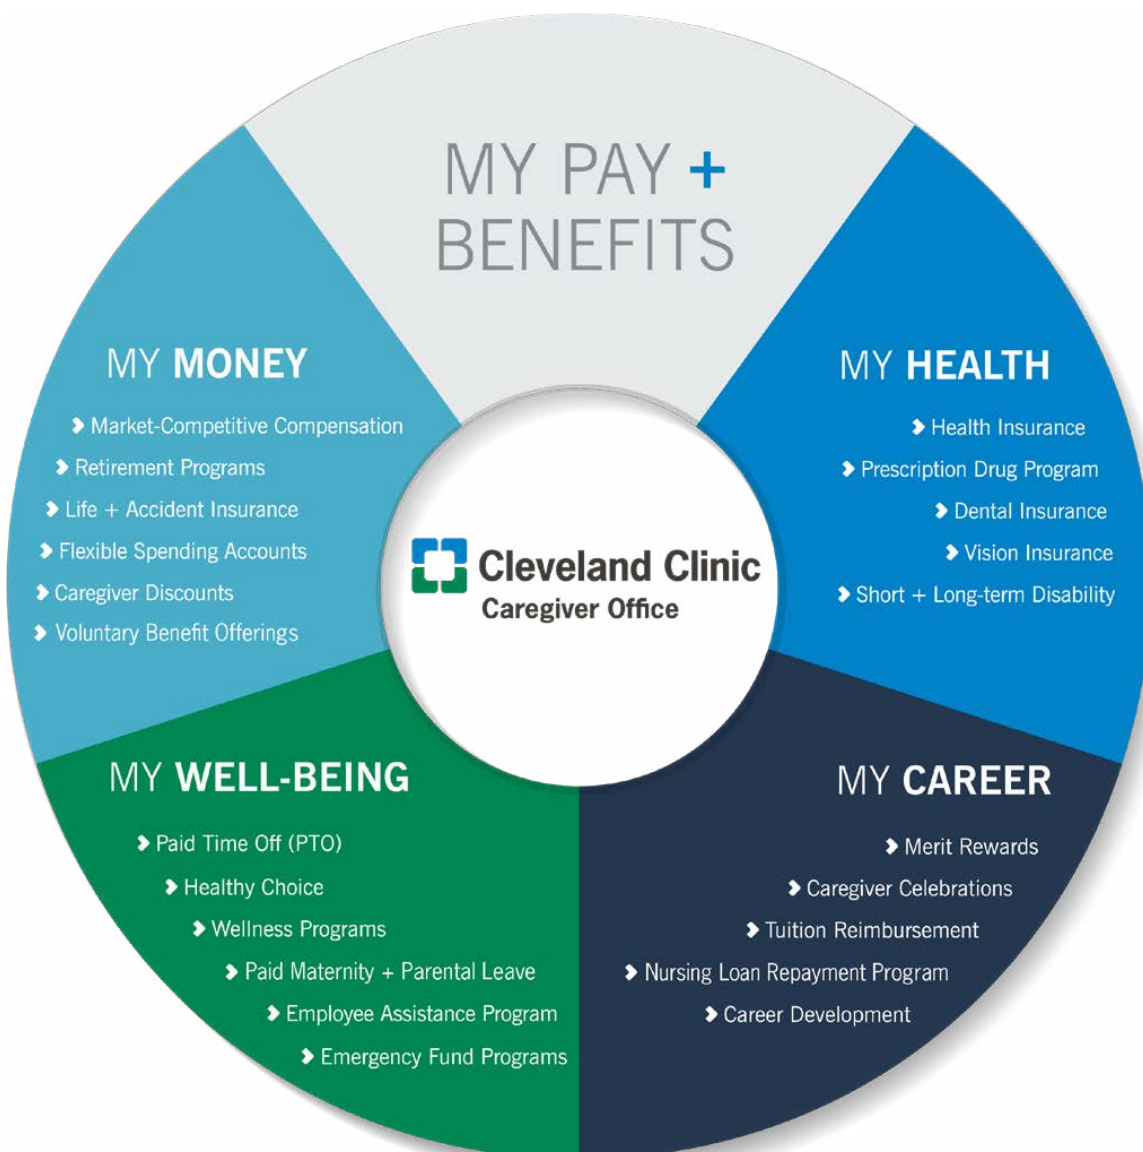 MY PAY +
BENEFITS
MY MONEY
Market-Competitive Compensation
Retirement Programs
Life + Accident Insurance
Flexible Spending Accounts
Caregiver Discounts
Voluntary Benefit Offerings
MY HEALTH
Health Insurance
Prescription Drug Program
Dental Insurance
Vision Insurance
Short + Long-term Disability
Cleveland Clinic
Caregiver Office
MY WELL-BEING
Paid Time Off (PTO)
Healthy Choice
Wellness Programs
Paid Maternity + Parental Leave
Employee Assistance Program
Emergency Fund Programs
MY CAREER
Merit Rewards
Caregiver Celebrations
Tuition Reimbursement
Nursing Loan Repayment Program
Career Development